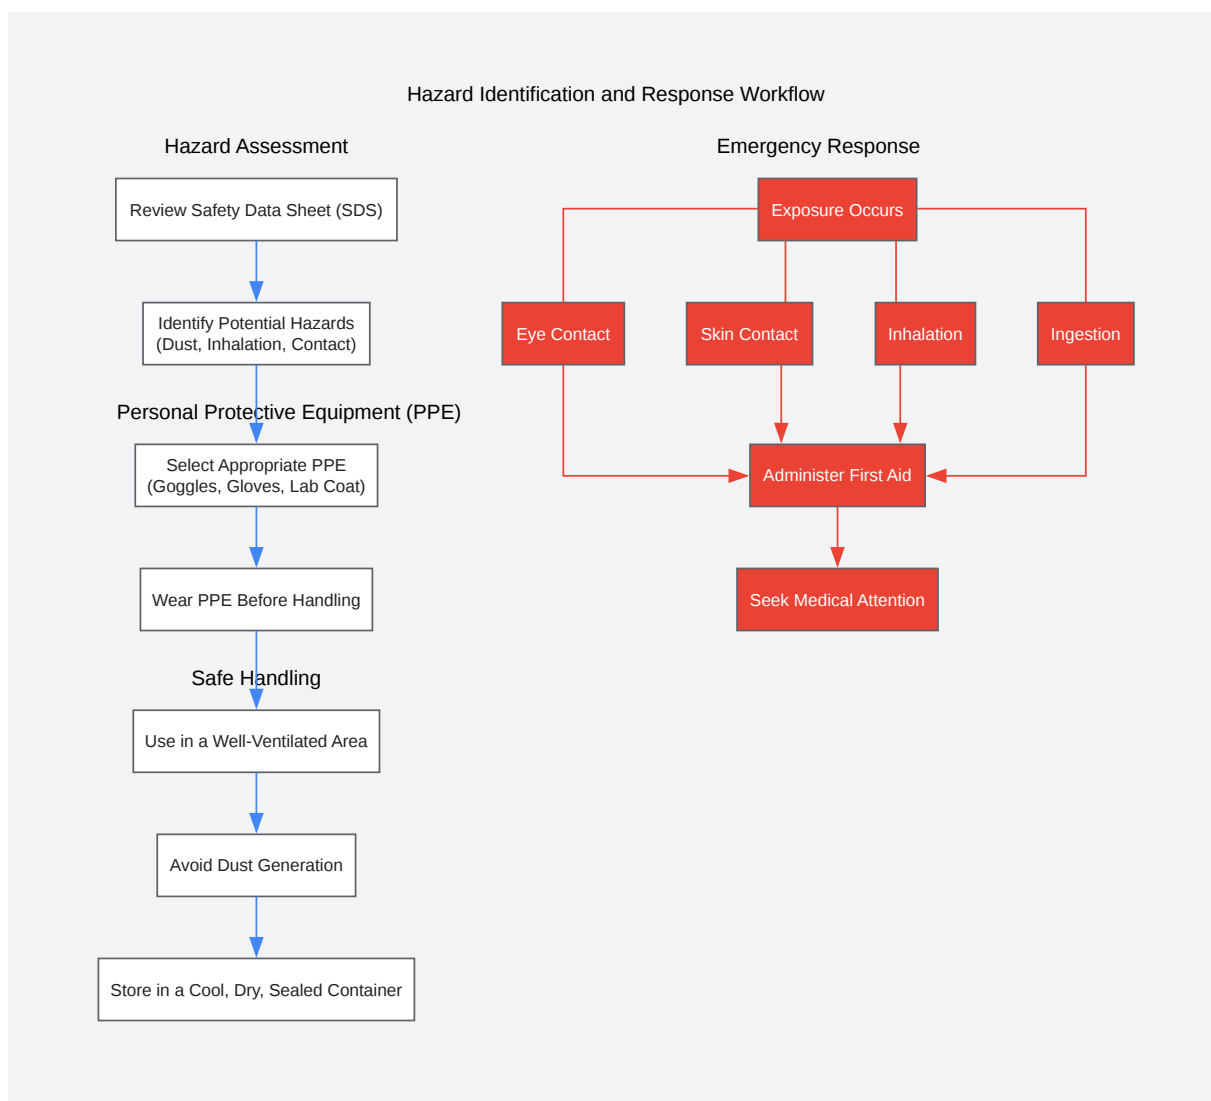 Hazard Identification and Response Workflow
Hazard Assessment
Review Safety Data Sheet (SDS)
Identify Potential Hazards
(Dust, Inhalation, Contact)
Personal Protective Equipment (PPE)
Select Appropriate PPE
(Goggles, Gloves, Lab Coat)
Wear PPE Before Handling
Safe Handling
Use in a Well-Ventilated Area
Avoid Dust Generation
Store in a Cool, Dry, Sealed Container
Emergency Response
Exposure Occurs
Eye Contact
Skin Contact
Inhalation
Ingestion
Administer First Aid
Seek Medical Attention